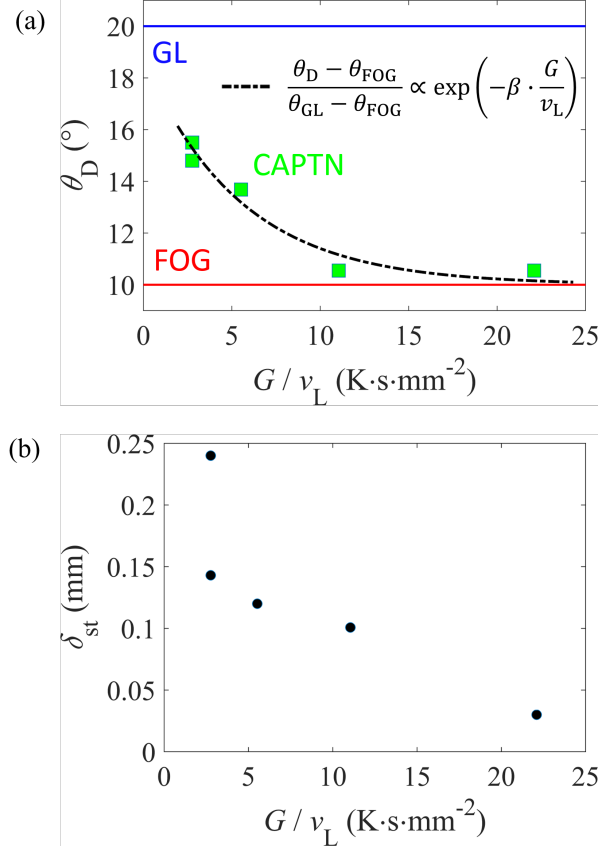 (a)
20
GL
θD − θFOG / θGL − θFOG ∝ exp(−β · G / vL)
18
16
CAPTN
14
12
FOG
10
θD (°)
0 5 10 15 20 25
G / vL (K·s·mm⁻²)
(b)
0.25
0.2
0.15
0.1
0.05
0
δst (mm)
0 5 10 15 20 25
G / vL (K·s·mm⁻²)